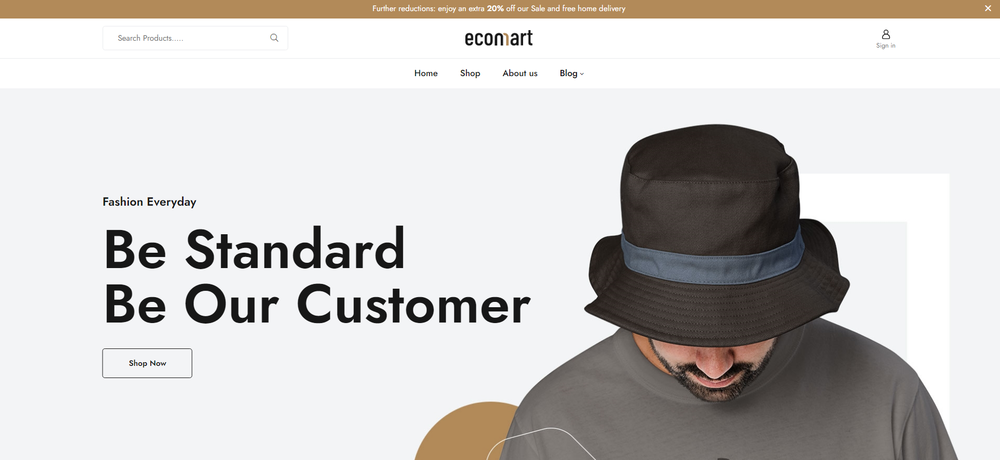 Further reductions: enjoy an extra 20% off our Sale and free home delivery
Search Products.....
ecomart
Sign in
Home
Shop
About us
Blog
Fashion Everyday
Be Standard
Be Our Customer
Shop Now